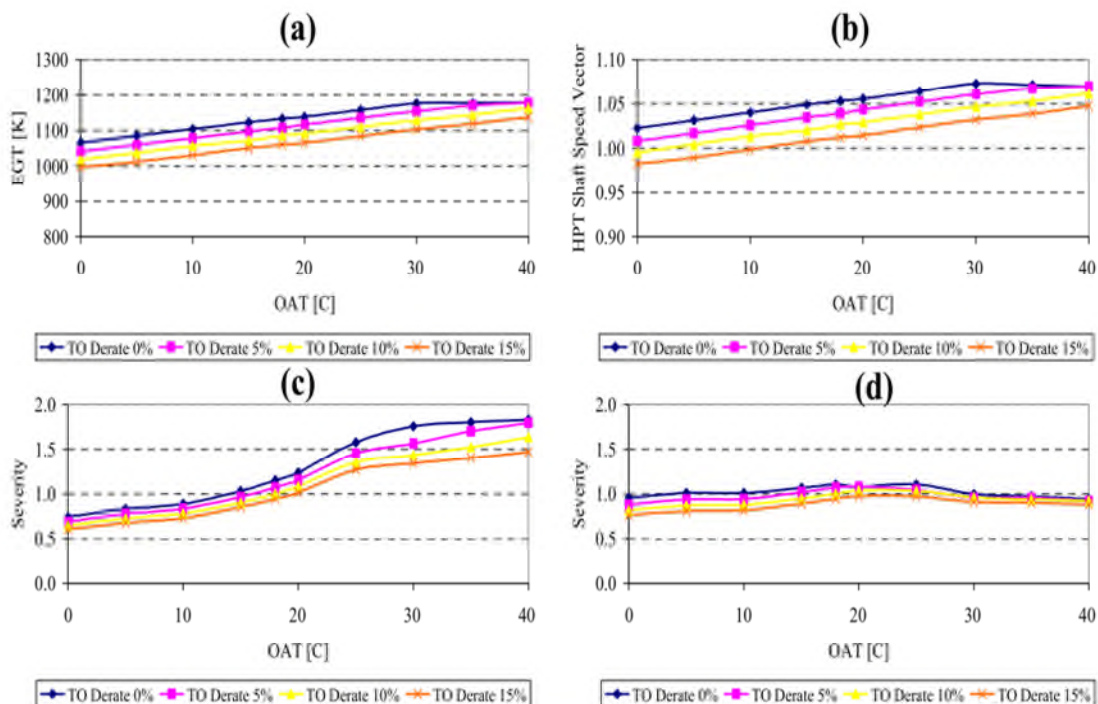 (a)
1300
1200
1100
1000
900
800
EGT [K]
0 10 20 30 40
OAT [C]
TO Derate 0% TO Derate 5% TO Derate 10% TO Derate 15%
(b)
1.10
1.05
1.00
0.95
0.90
HPT Shaft Speed Vector
0 10 20 30 40
OAT [C]
TO Derate 0% TO Derate 5% TO Derate 10% TO Derate 15%
(c)
2.0
1.5
1.0
0.5
0.0
Severity
0 10 20 30 40
OAT [C]
TO Derate 0% TO Derate 5% TO Derate 10% TO Derate 15%
(d)
2.0
1.5
1.0
0.5
0.0
Severity
0 10 20 30 40
OAT [C]
TO Derate 0% TO Derate 5% TO Derate 10% TO Derate 15%